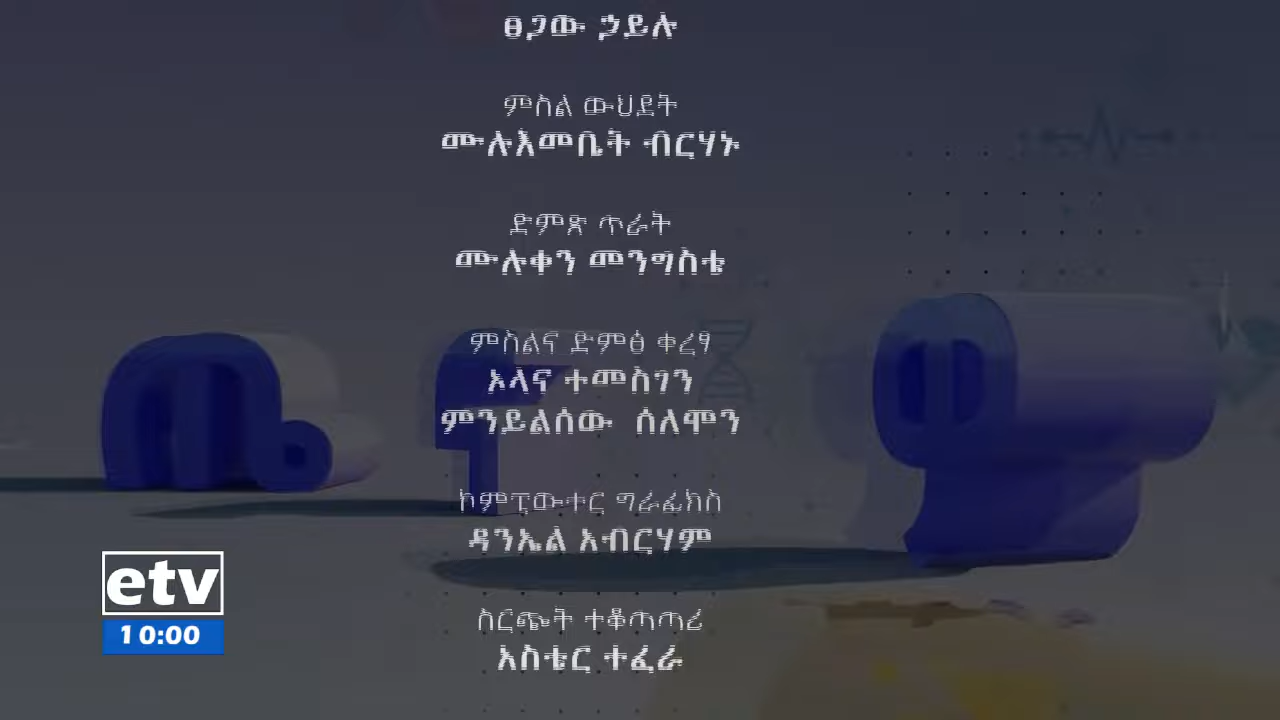 ፀጋው ኃይሉ
ምስል ውህደት
ሙሉእመቤት ብርሃኑ
ድምጽ ጥራት
ሙሉቀን መንግስቴ
ምስልና ድምፅ ቀረፃ
ኦላና ተመስገን
ምንይልሰው ሰለሞን
ኮምፒውተር ግራፊክስ
ዳንኤል አብርሃም
ስርጭት ተቆጣጣሪ
አስቴር ተፈራ
etv
10:00